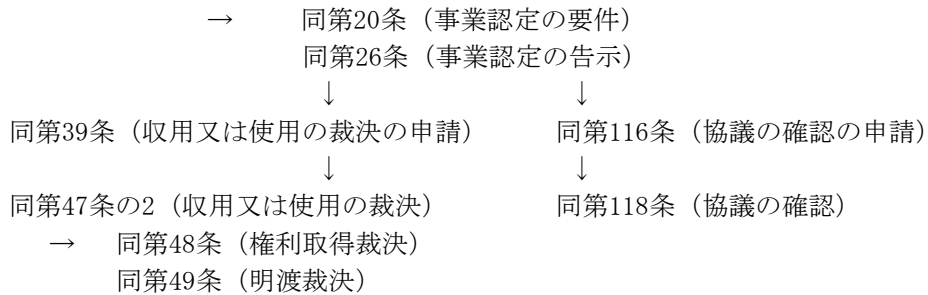 → 同第20条（事業認定の要件）
同第26条（事業認定の告示）
↓ ↓
同第39条（収用又は使用の裁決の申請） 同第116条（協議の確認の申請）
↓ ↓
同第47条の2（収用又は使用の裁決） 同第118条（協議の確認）
→ 同第48条（権利取得裁決）
同第49条（明渡裁決）